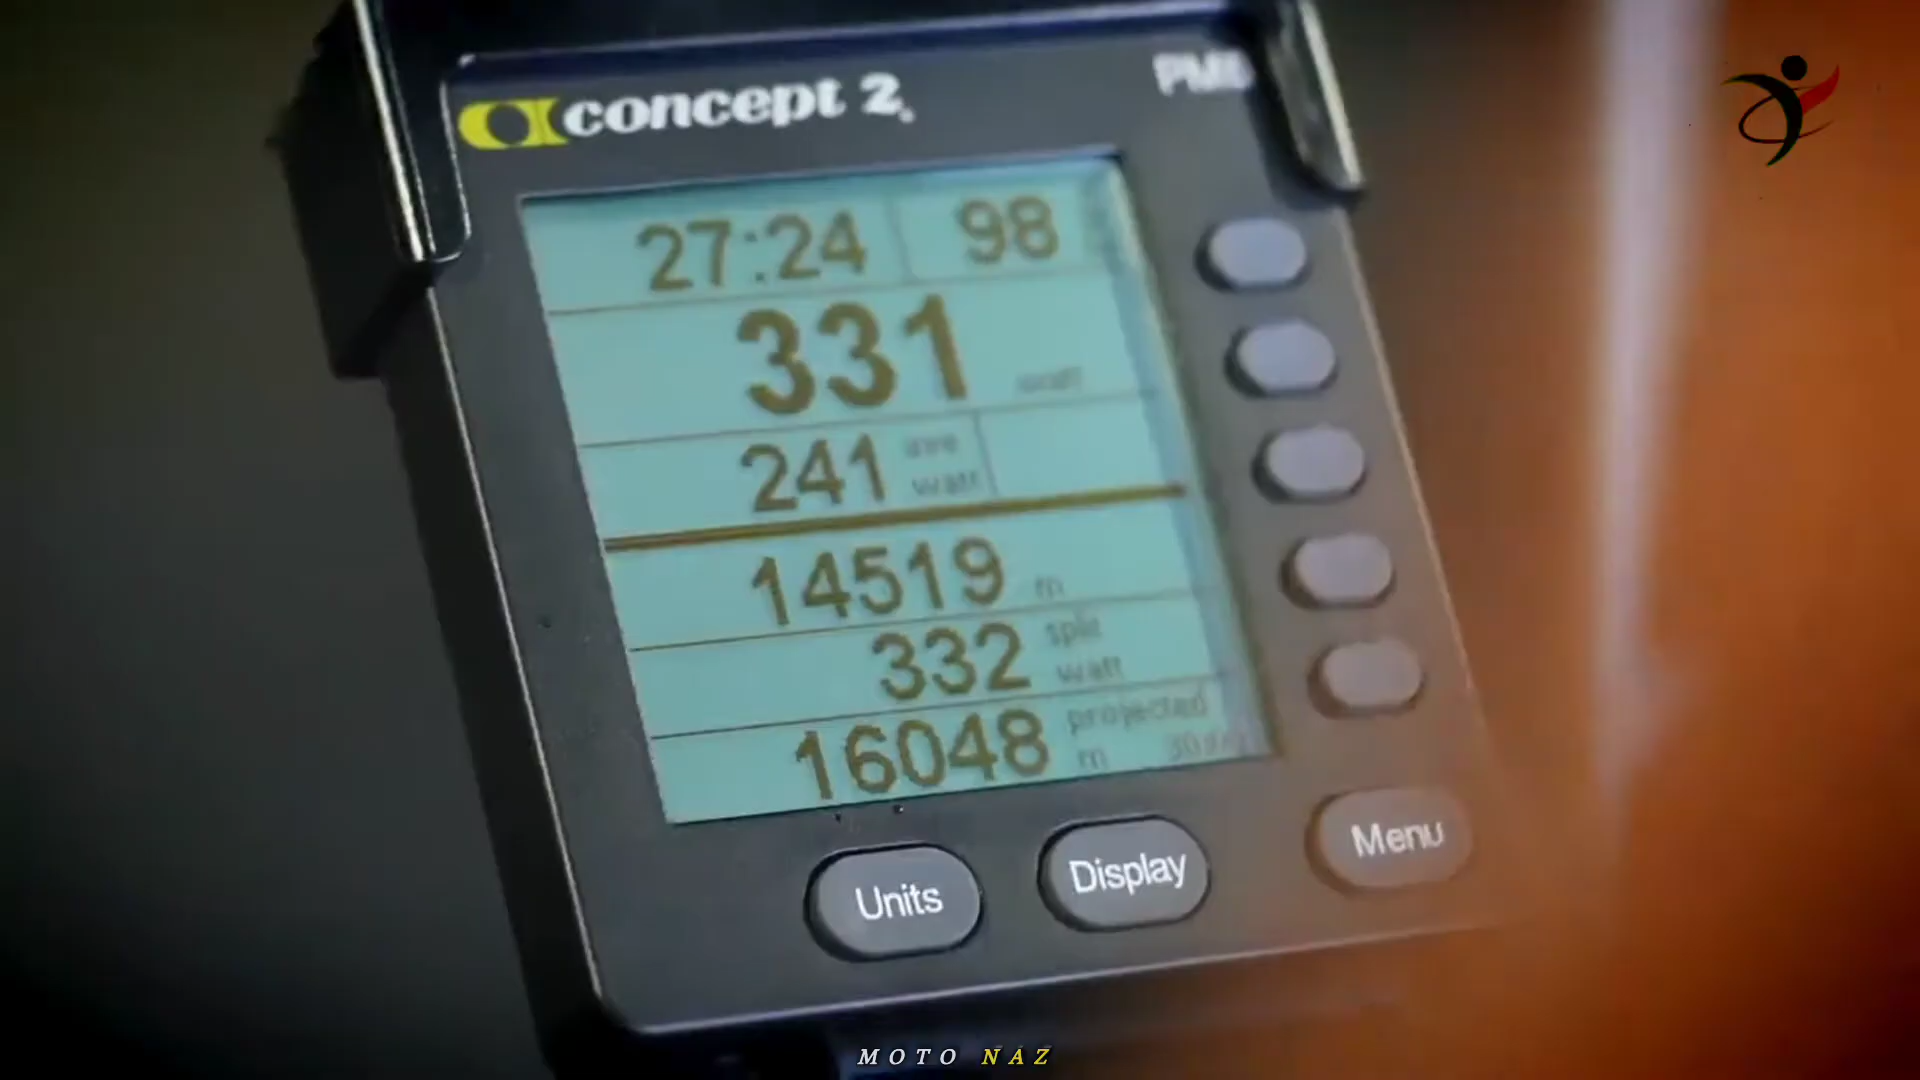 concept 2
27:24 98
331 watt
241 ave watt
14519 m
332 split watt
16048 projected m
Units Display Menu
MOTO NAZ